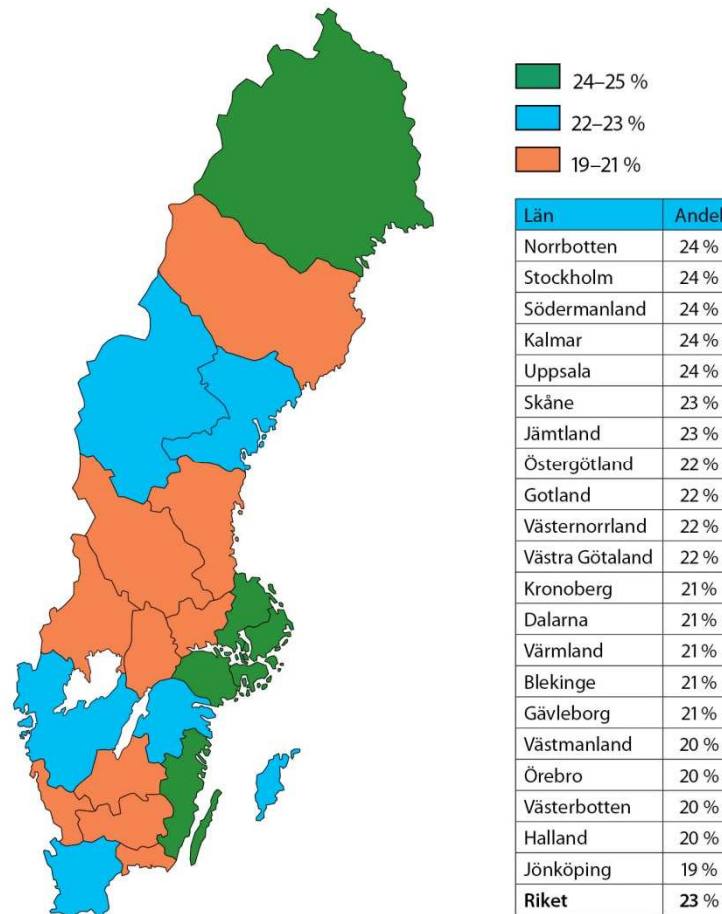 24–25 %
22–23 %
19–21 %
Län Andel
Norrbotten 24 %
Stockholm 24 %
Södermanland 24 %
Kalmar 24 %
Uppsala 24 %
Skåne 23 %
Jämtland 23 %
Östergötland 22 %
Gotland 22 %
Västernorrland 22 %
Västra Götaland 22 %
Kronoberg 21 %
Dalarna 21 %
Värmland 21 %
Blekinge 21 %
Gävleborg 21 %
Västmanland 20 %
Örebro 20 %
Västerbotten 20 %
Halland 20 %
Jönköping 19 %
Riket 23 %